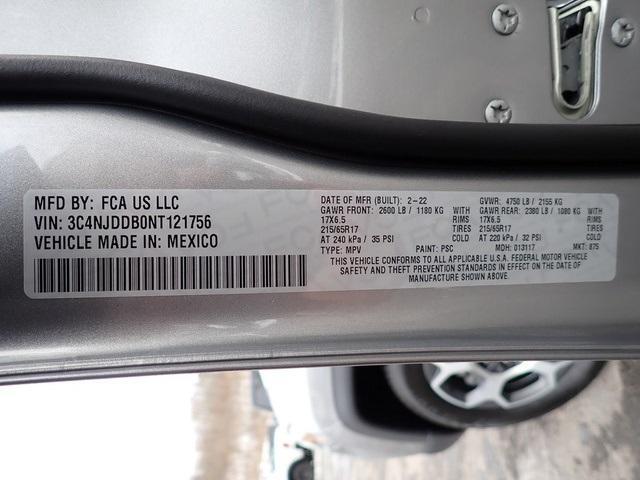 MFD BY: FCA US LLC
VIN: 3C4NJDDB0NT121756
VEHICLE MADE IN: MEXICO
DATE OF MFR (BUILT): 2-22 GVWR: 4750 LB / 2155 KG
GAWR FRONT: 2600 LB / 1180 KG WITH GAWR REAR: 2380 LB / 1080 KG WITH
17X6.5 RIMS 17X6.5 RIMS
215/65R17 TIRES 215/65R17 TIRES
AT 240 kPa / 35 PSI COLD AT 220 kPa / 32 PSI COLD
TYPE: MPV PAINT: PSC MDH: 013117 MKT: 875
THIS VEHICLE CONFORMS TO ALL APPLICABLE U.S.A. FEDERAL MOTOR VEHICLE
SAFETY AND THEFT PREVENTION STANDARDS IN EFFECT ON THE DATE OF
MANUFACTURE SHOWN ABOVE.